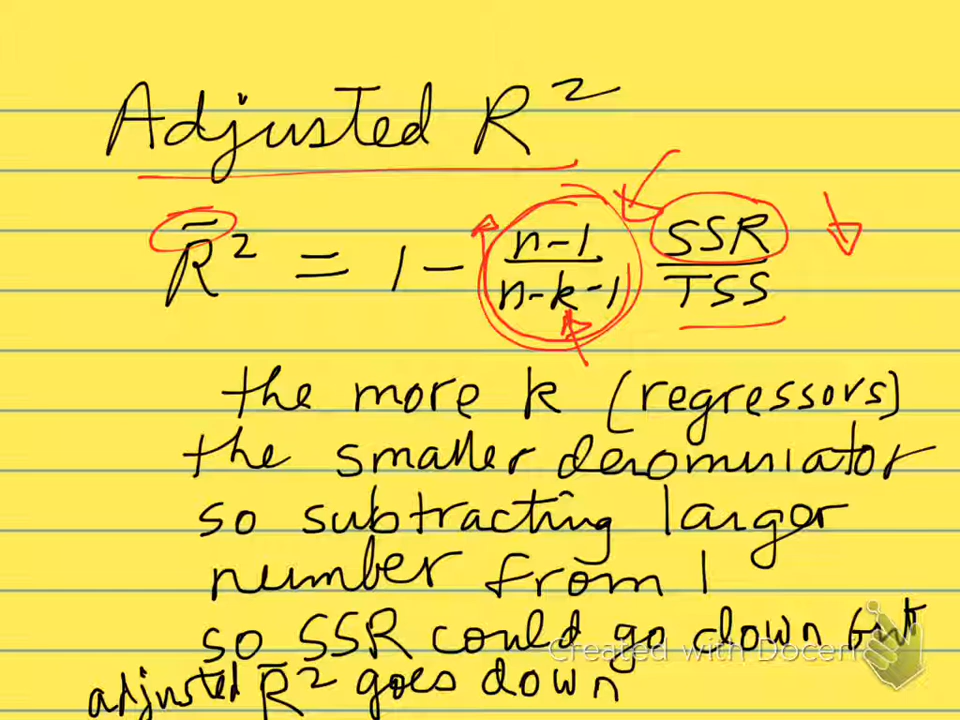 Adjusted R²
R̄² = 1 - n-1/n-k-1 SSR/TSS
the more k (regressors)
the smaller denominator
so subtracting larger
number from 1
so SSR could go down but
adjusted R̄² goes down
Created with Doceri